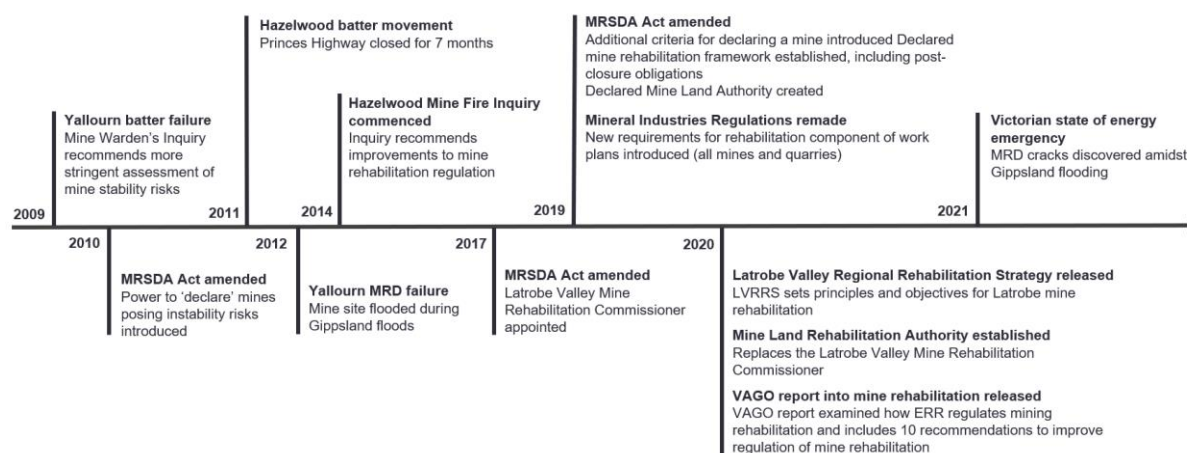 Hazelwood batter movement
Princes Highway closed for 7 months
MRSDA Act amended
Additional criteria for declaring a mine introduced Declared
mine rehabilitation framework established, including post-
closure obligations
Declared Mine Land Authority created
Yallourn batter failure
Mine Warden's Inquiry
recommends more
stringent assessment of
mine stability risks
Hazelwood Mine Fire Inquiry
commenced
Inquiry recommends
improvements to mine
rehabilitation regulation
Mineral Industries Regulations remade
New requirements for rehabilitation component of work
plans introduced (all mines and quarries)
Victorian state of energy
emergency
MRD cracks discovered amidst
Gippsland flooding
2009
2011
2014
2019
2021
2010
2012
2017
2020
MRSDA Act amended
Power to ‘declare’ mines
posing instability risks
introduced
Yallourn MRD failure
Mine site flooded during
Gippsland floods
MRSDA Act amended
Latrobe Valley Mine
Rehabilitation Commissioner
appointed
Latrobe Valley Regional Rehabilitation Strategy released
LVRRS sets principles and objectives for Latrobe mine
rehabilitation
Mine Land Rehabilitation Authority established
Replaces the Latrobe Valley Mine Rehabilitation
Commissioner
VAGO report into mine rehabilitation released
VAGO report examined how ERR regulates mining
rehabilitation and includes 10 recommendations to improve
regulation of mine rehabilitation